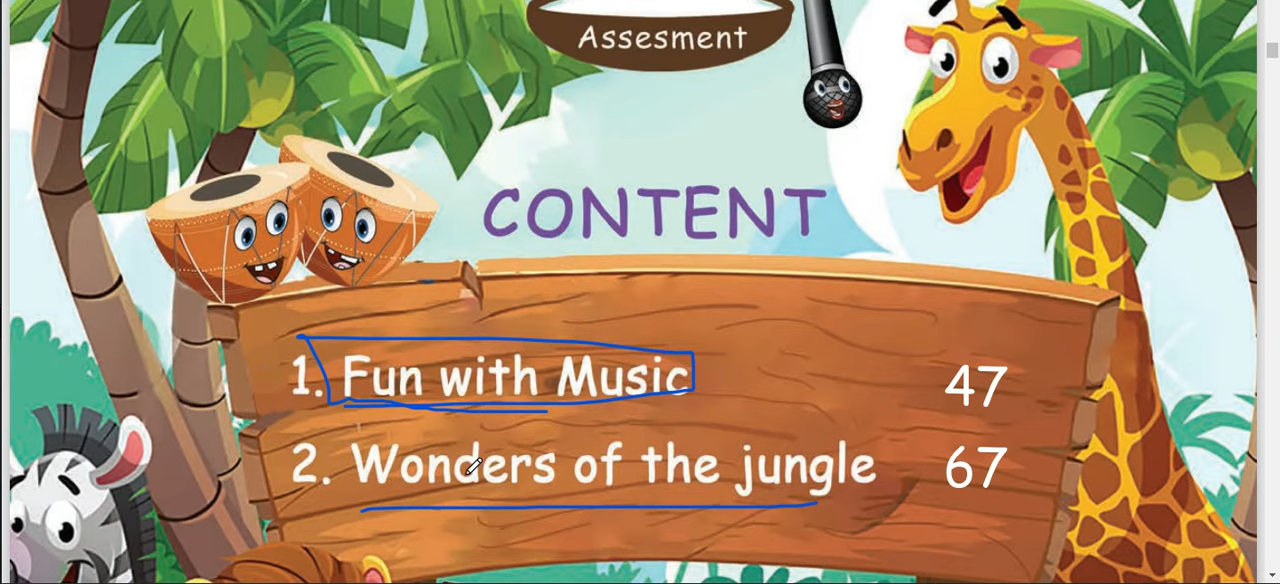 Assesment
CONTENT
1. Fun with Music 47
2. Wonders of the jungle 67